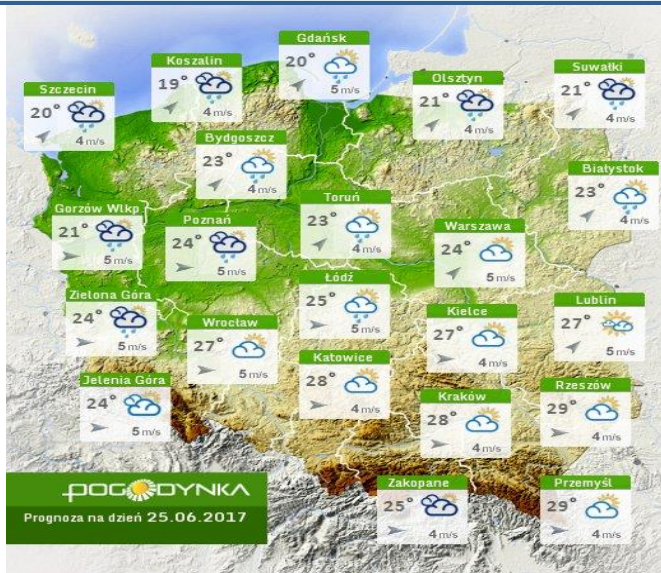 Gdańsk
20°
5 m/s
Koszalin
19°
4 m/s
Suwałki
21°
4 m/s
Olsztyn
21°
4 m/s
Szczecin
20°
4 m/s
Bydgoszcz
23°
4 m/s
Białystok
23°
4 m/s
Toruń
23°
4 m/s
Gorzów Wlkp
21°
5 m/s
Poznań
24°
5 m/s
Warszawa
24°
5 m/s
Łódź
25°
5 m/s
Zielona Góra
24°
5 m/s
Lublin
27°
5 m/s
Kielce
27°
4 m/s
Wrocław
27°
5 m/s
Katowice
28°
4 m/s
Jelenia Góra
24°
5 m/s
Rzeszów
29°
4 m/s
Kraków
28°
4 m/s
Zakopane
25°
4 m/s
Przemyśl
29°
4 m/s
POGODYNKA
Prognoza na dzień 25.06.2017